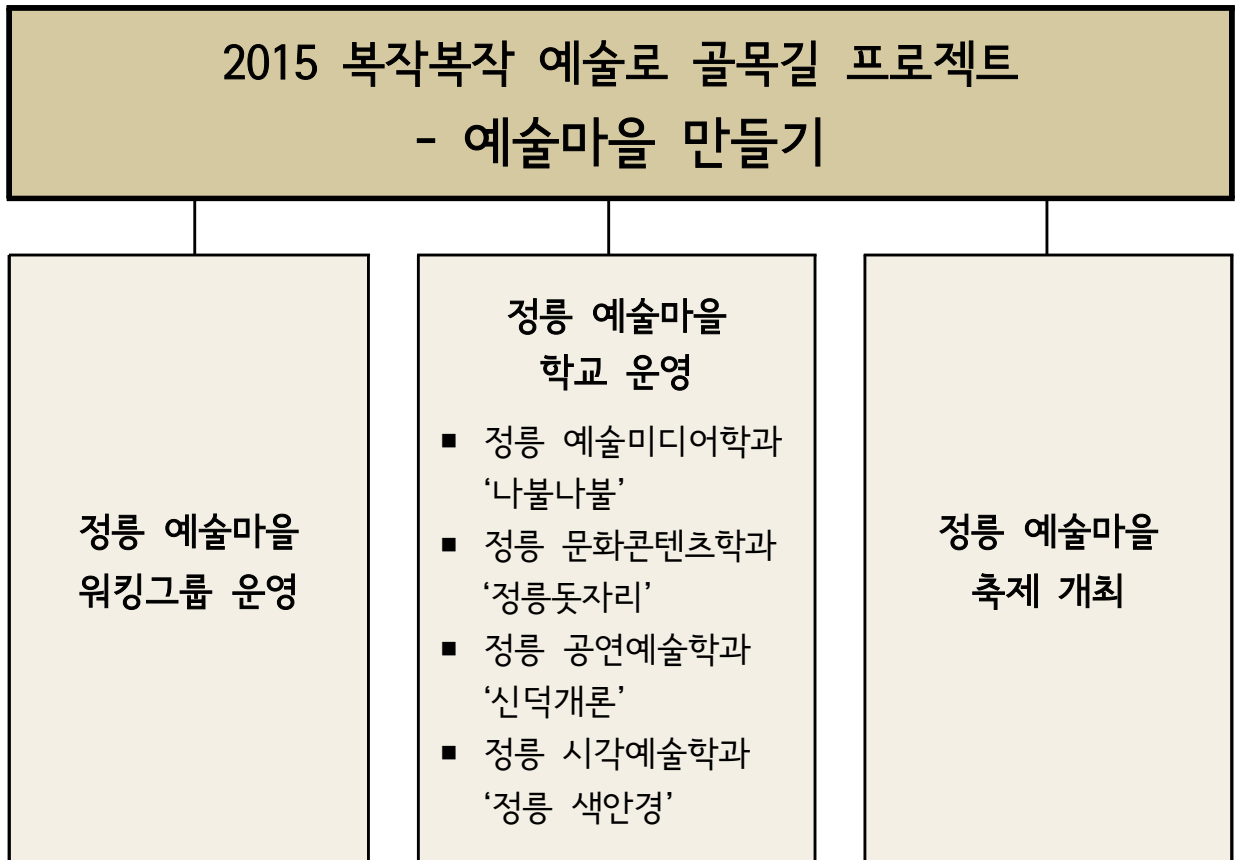 2015 복작복작 예술로 골목길 프로젝트
- 예술마을 만들기
정릉 예술마을
워킹그룹 운영
정릉 예술마을
학교 운영
▪ 정릉 예술미디어학과
‘나불나불’
▪ 정릉 문화콘텐츠학과
‘정릉돗자리’
▪ 정릉 공연예술학과
‘신덕개론’
▪ 정릉 시각예술학과
‘정릉 색안경’
정릉 예술마을
축제 개최